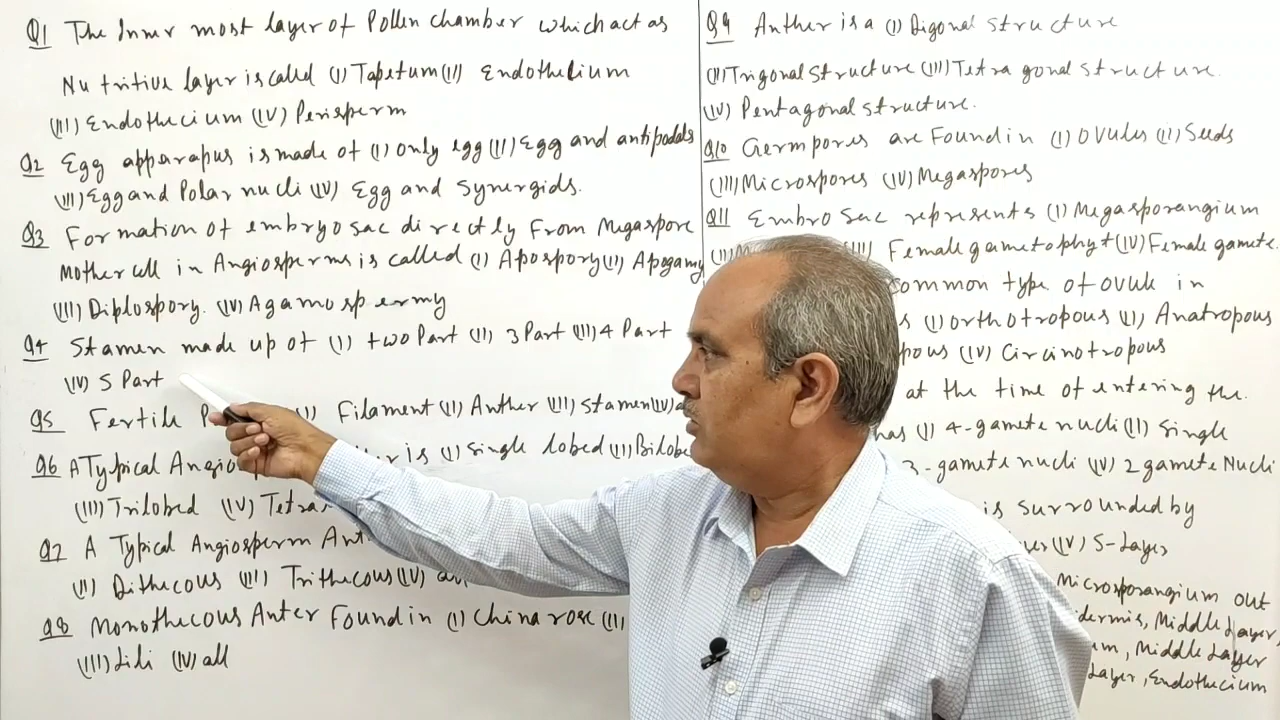 Q1 The Inner most layer of Pollen chamber which act as
Nutritive layer is called (I) Tapetum (II) Endothelium
(III) Endothecium (IV) Perisperm
Q2 Egg apparapus is made of (I) only egg (II) Egg and antipodals
(III) Egg and Polar nucli (IV) Egg and Synergids.
Q3 Formation of embryo sac directly From Megaspore
Mother cell in Angiosperms is called (I) Apospory (II) Apogamy
(III) Diplospory. (IV) Agamospermy
Q4 Stamen made up of (I) two Part (II) 3 Part (III) 4 Part
(IV) 5 Part
Q5 Fertile (I) Filament (II) Anther (III) Stamen (IV)
Q6 A Typical is (I) Single lobed (II)
(III) Trilobed (IV)
Q7 A Typical Angiosperm
(II) Dithecous (III) Trithecous (IV)
Q8 Monothecous Anter Found in (I) China rose (II)
(III) Lili (IV) all
Q9 Anther is a (I) Digonal structure
(II) Trigonal structure (III) Tetra gonal structure.
(IV) Pentagonal structure.
Q10 Germpores are Found in (I) Ovules (II) Seeds
(III) Microspores (IV) Megaspores
Q11 Embro Sac represents (I) Megasporangium
(II) (III) Female gametophyt (IV) Female gamete.
common type of ovule in
(I) Orthotropous (II) Anatropous
(IV) Circinotropous
at the time of entering the.
has (I) 4-gamete nucli (II) Single
3-gamete nucli (IV) 2 gamete Nucli
is surrounded by
(IV) 5-Layer
Microsporangium out
Middle Layer,
Middle Layer
Layer, Endothecium